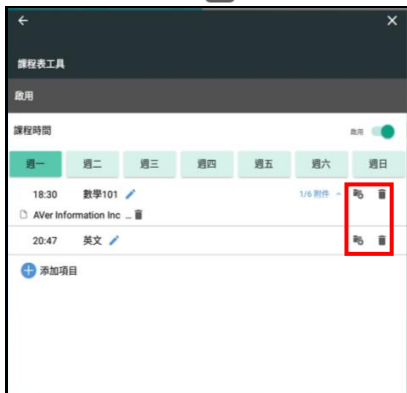 課程表工具
啟用
課程時間 啟用
週一 週二 週三 週四 週五 週六 週日
18:30 數學101 1/6 附件
AVer Information Inc ...
20:47 英文
添加項目